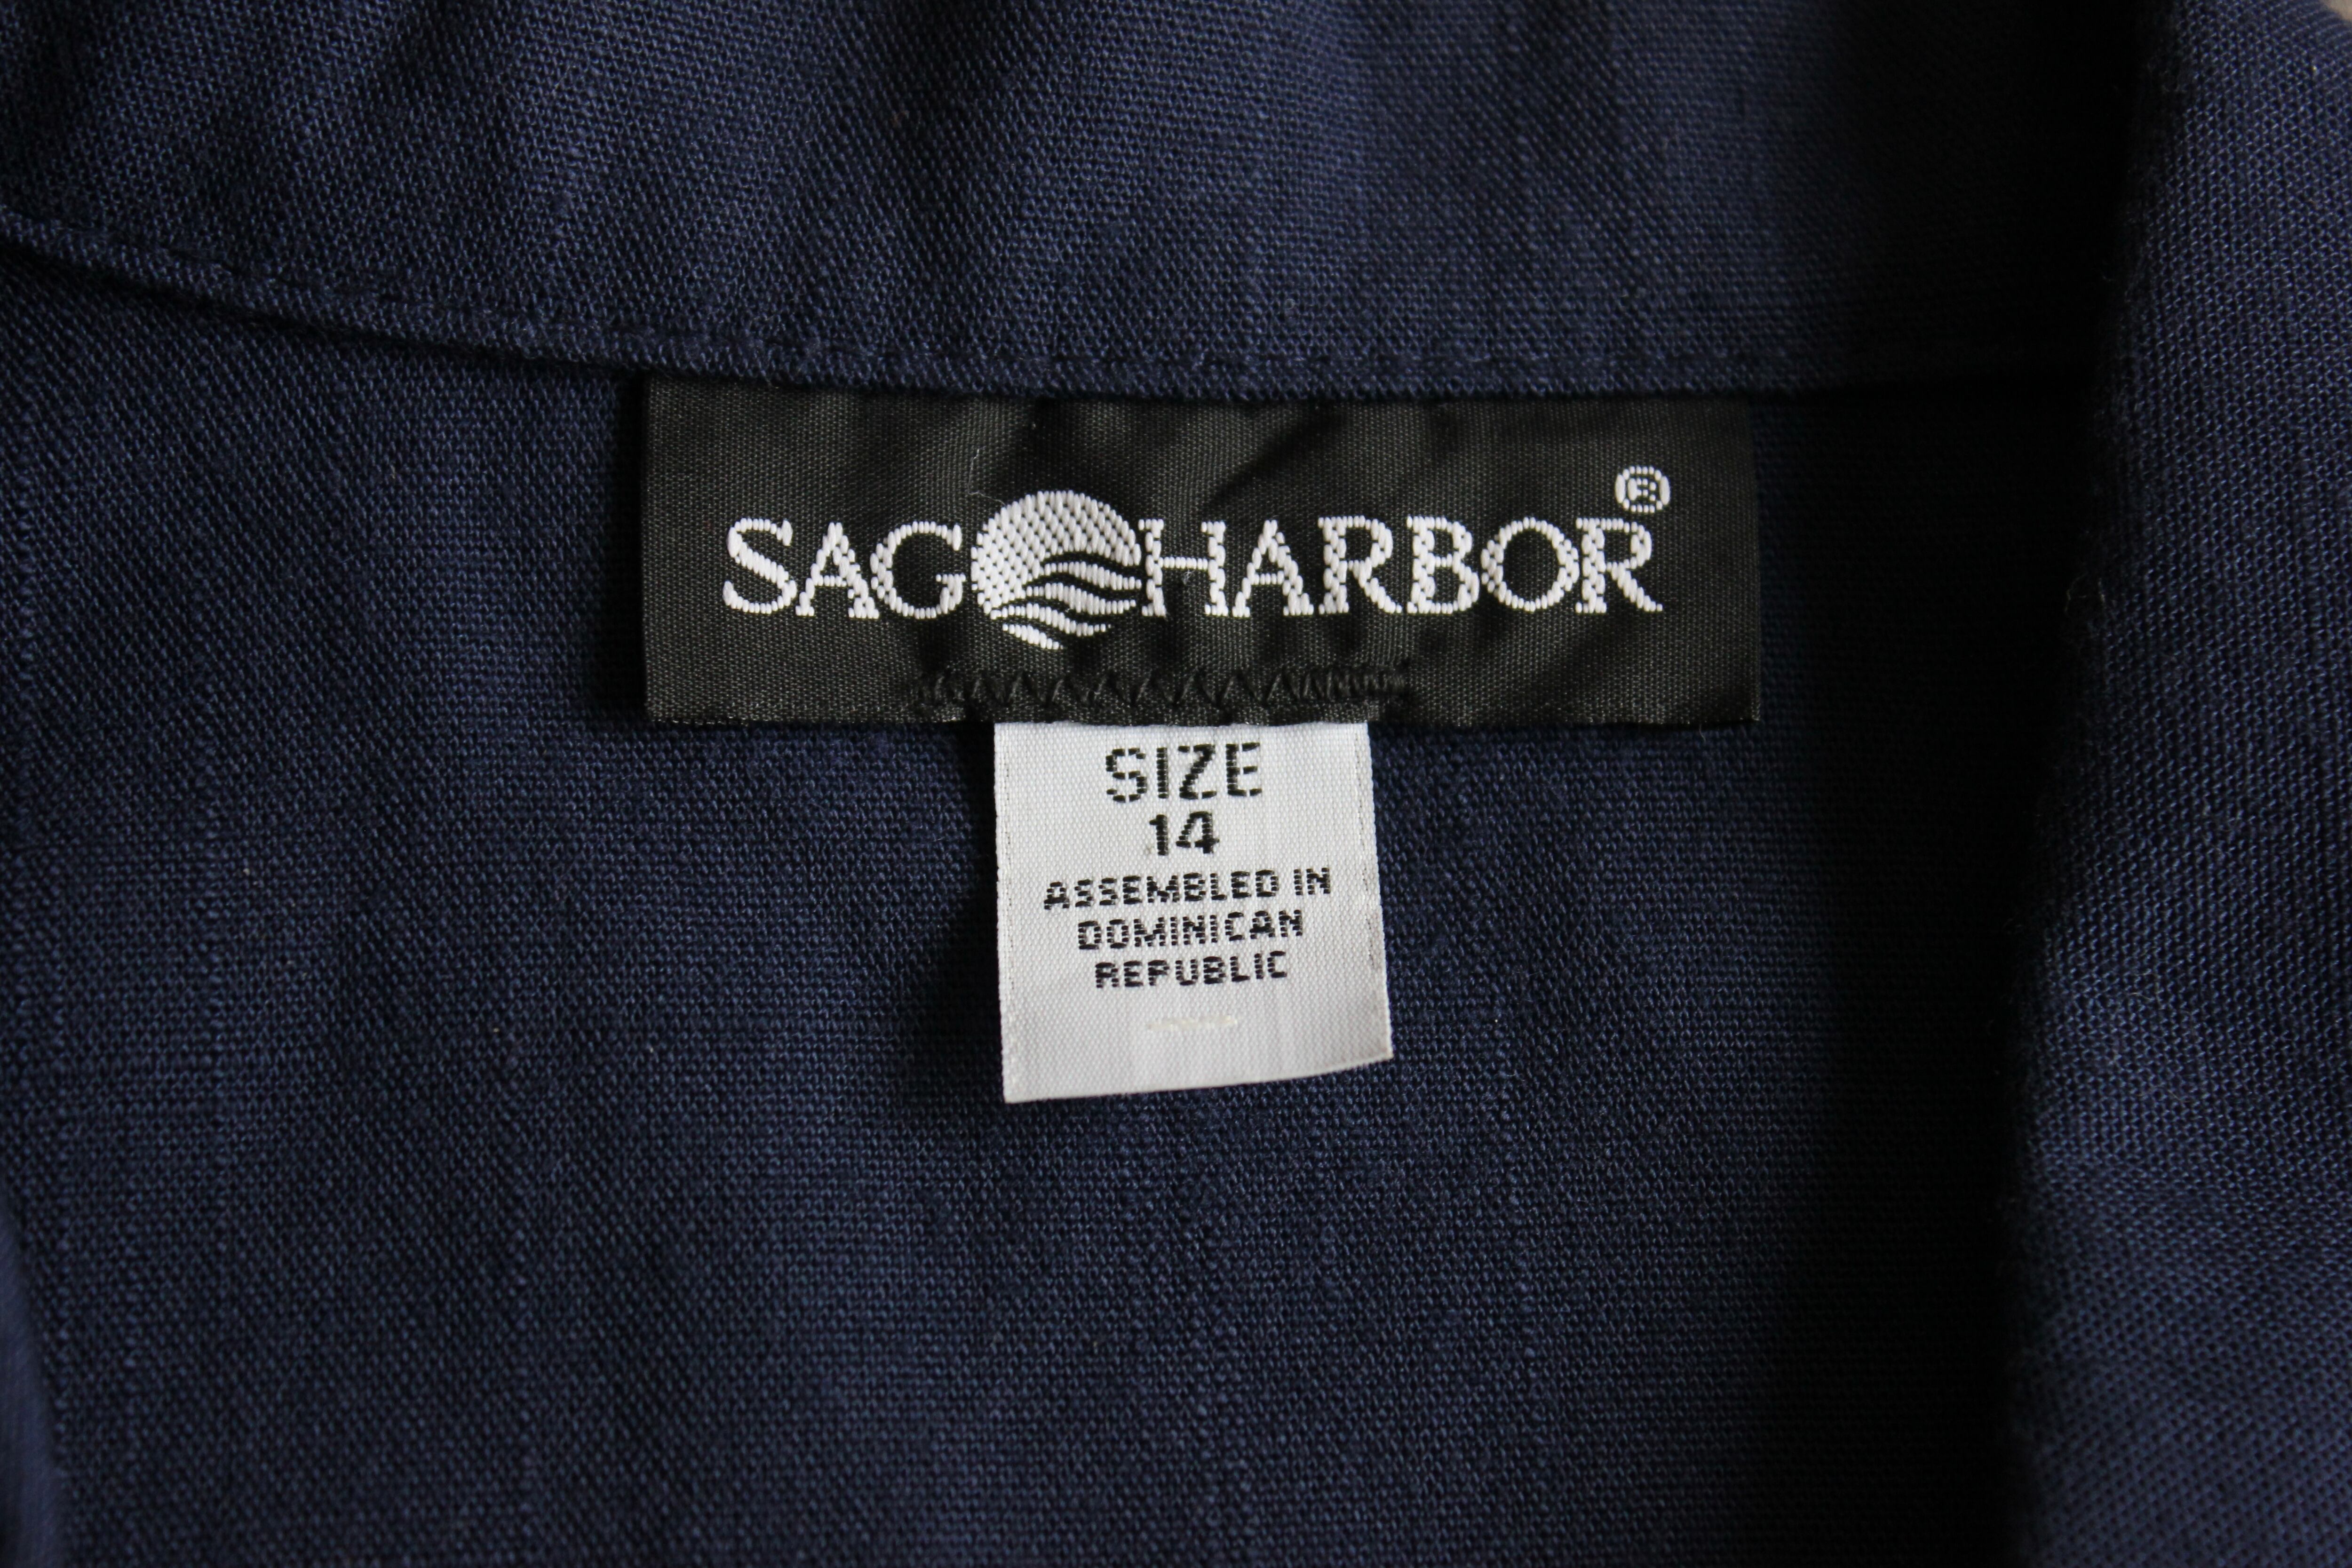 SAG HARBOR®
SIZE
14
ASSEMBLED IN
DOMINICAN
REPUBLIC